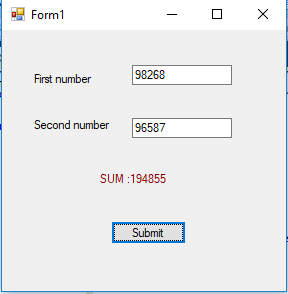 Form1
First number 98268
Second number 96587
SUM :194855
Submit